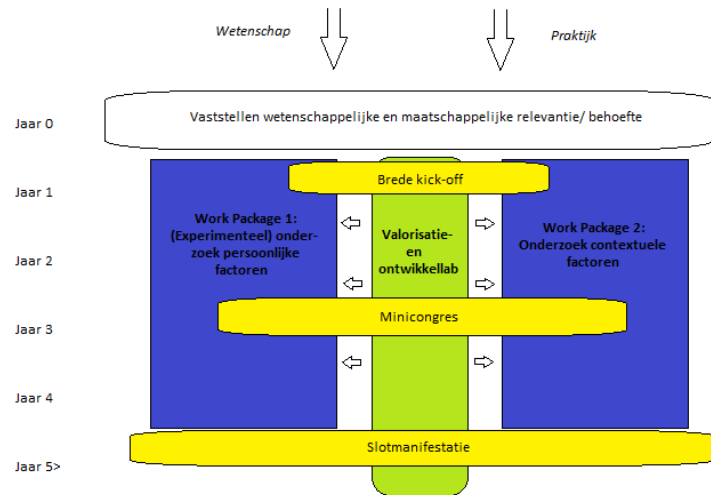 Wetenschap
Praktijk
Jaar 0
Vaststellen wetenschappelijke en maatschappelijke relevantie/ behoefte
Jaar 1
Brede kick-off
Work Package 1:
(Experimenteel) onder-
zoek persoonlijke
factoren
Valorisatie-
en
ontwikkellab
Work Package 2:
Onderzoek contextuele
factoren
Jaar 2
Jaar 3
Minicongres
Jaar 4
Slotmanifestatie
Jaar 5>